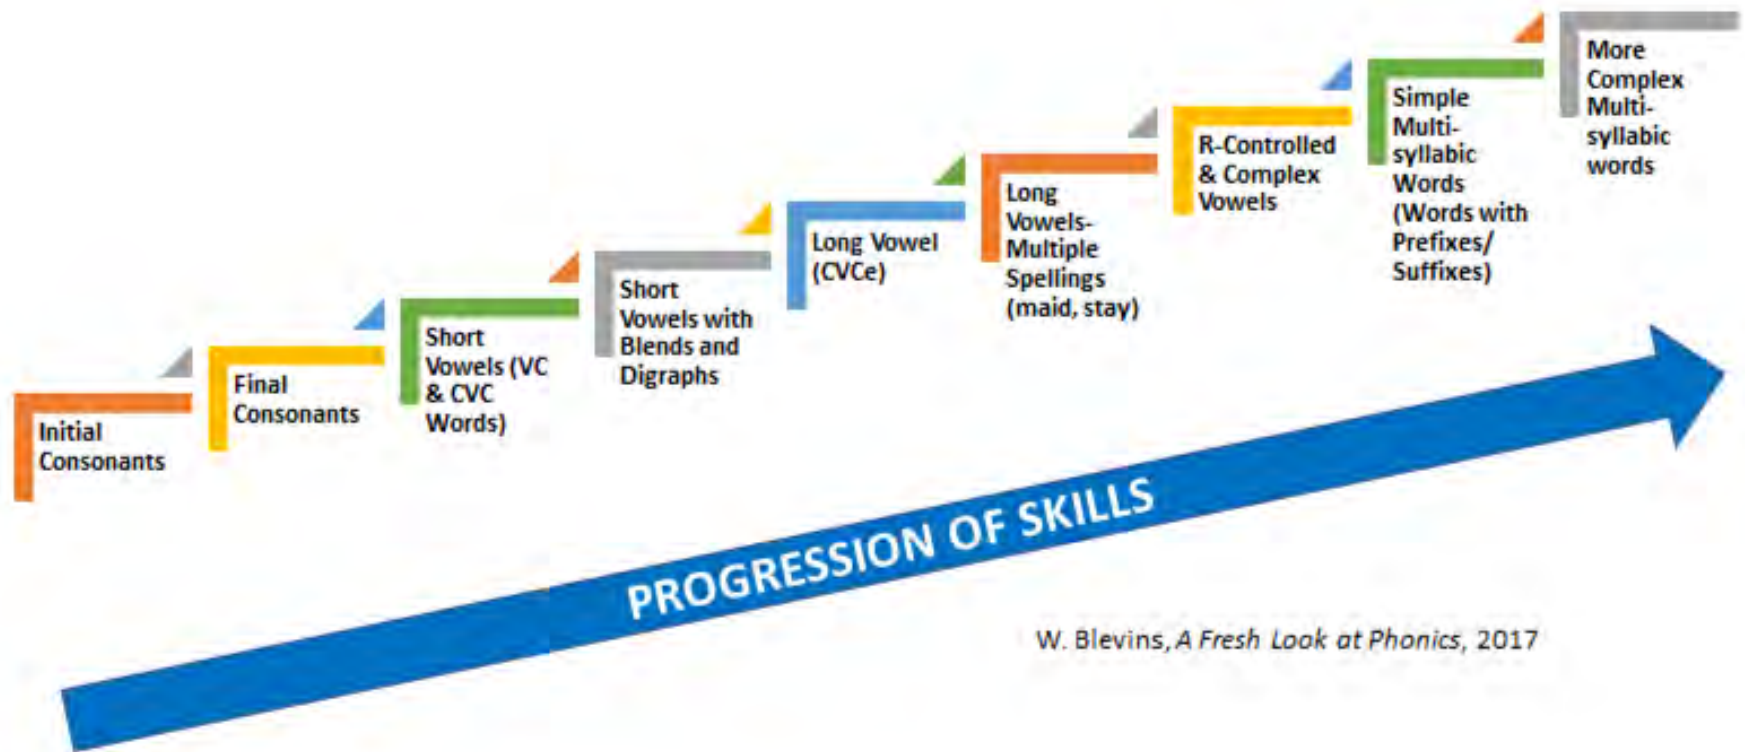 Initial
Consonants
Final
Consonants
Short
Vowels (VC
& CVC
Words)
Short
Vowels with
Blends and
Digraphs
Long Vowel
(CVCe)
Long
Vowels-
Multiple
Spellings
(maid, stay)
R-Controlled
& Complex
Vowels
Simple
Multi-
syllabic
Words
(Words with
Prefixes/
Suffixes)
More
Complex
Multi-
syllabic
words
PROGRESSION OF SKILLS
W. Blevins, A Fresh Look at Phonics, 2017